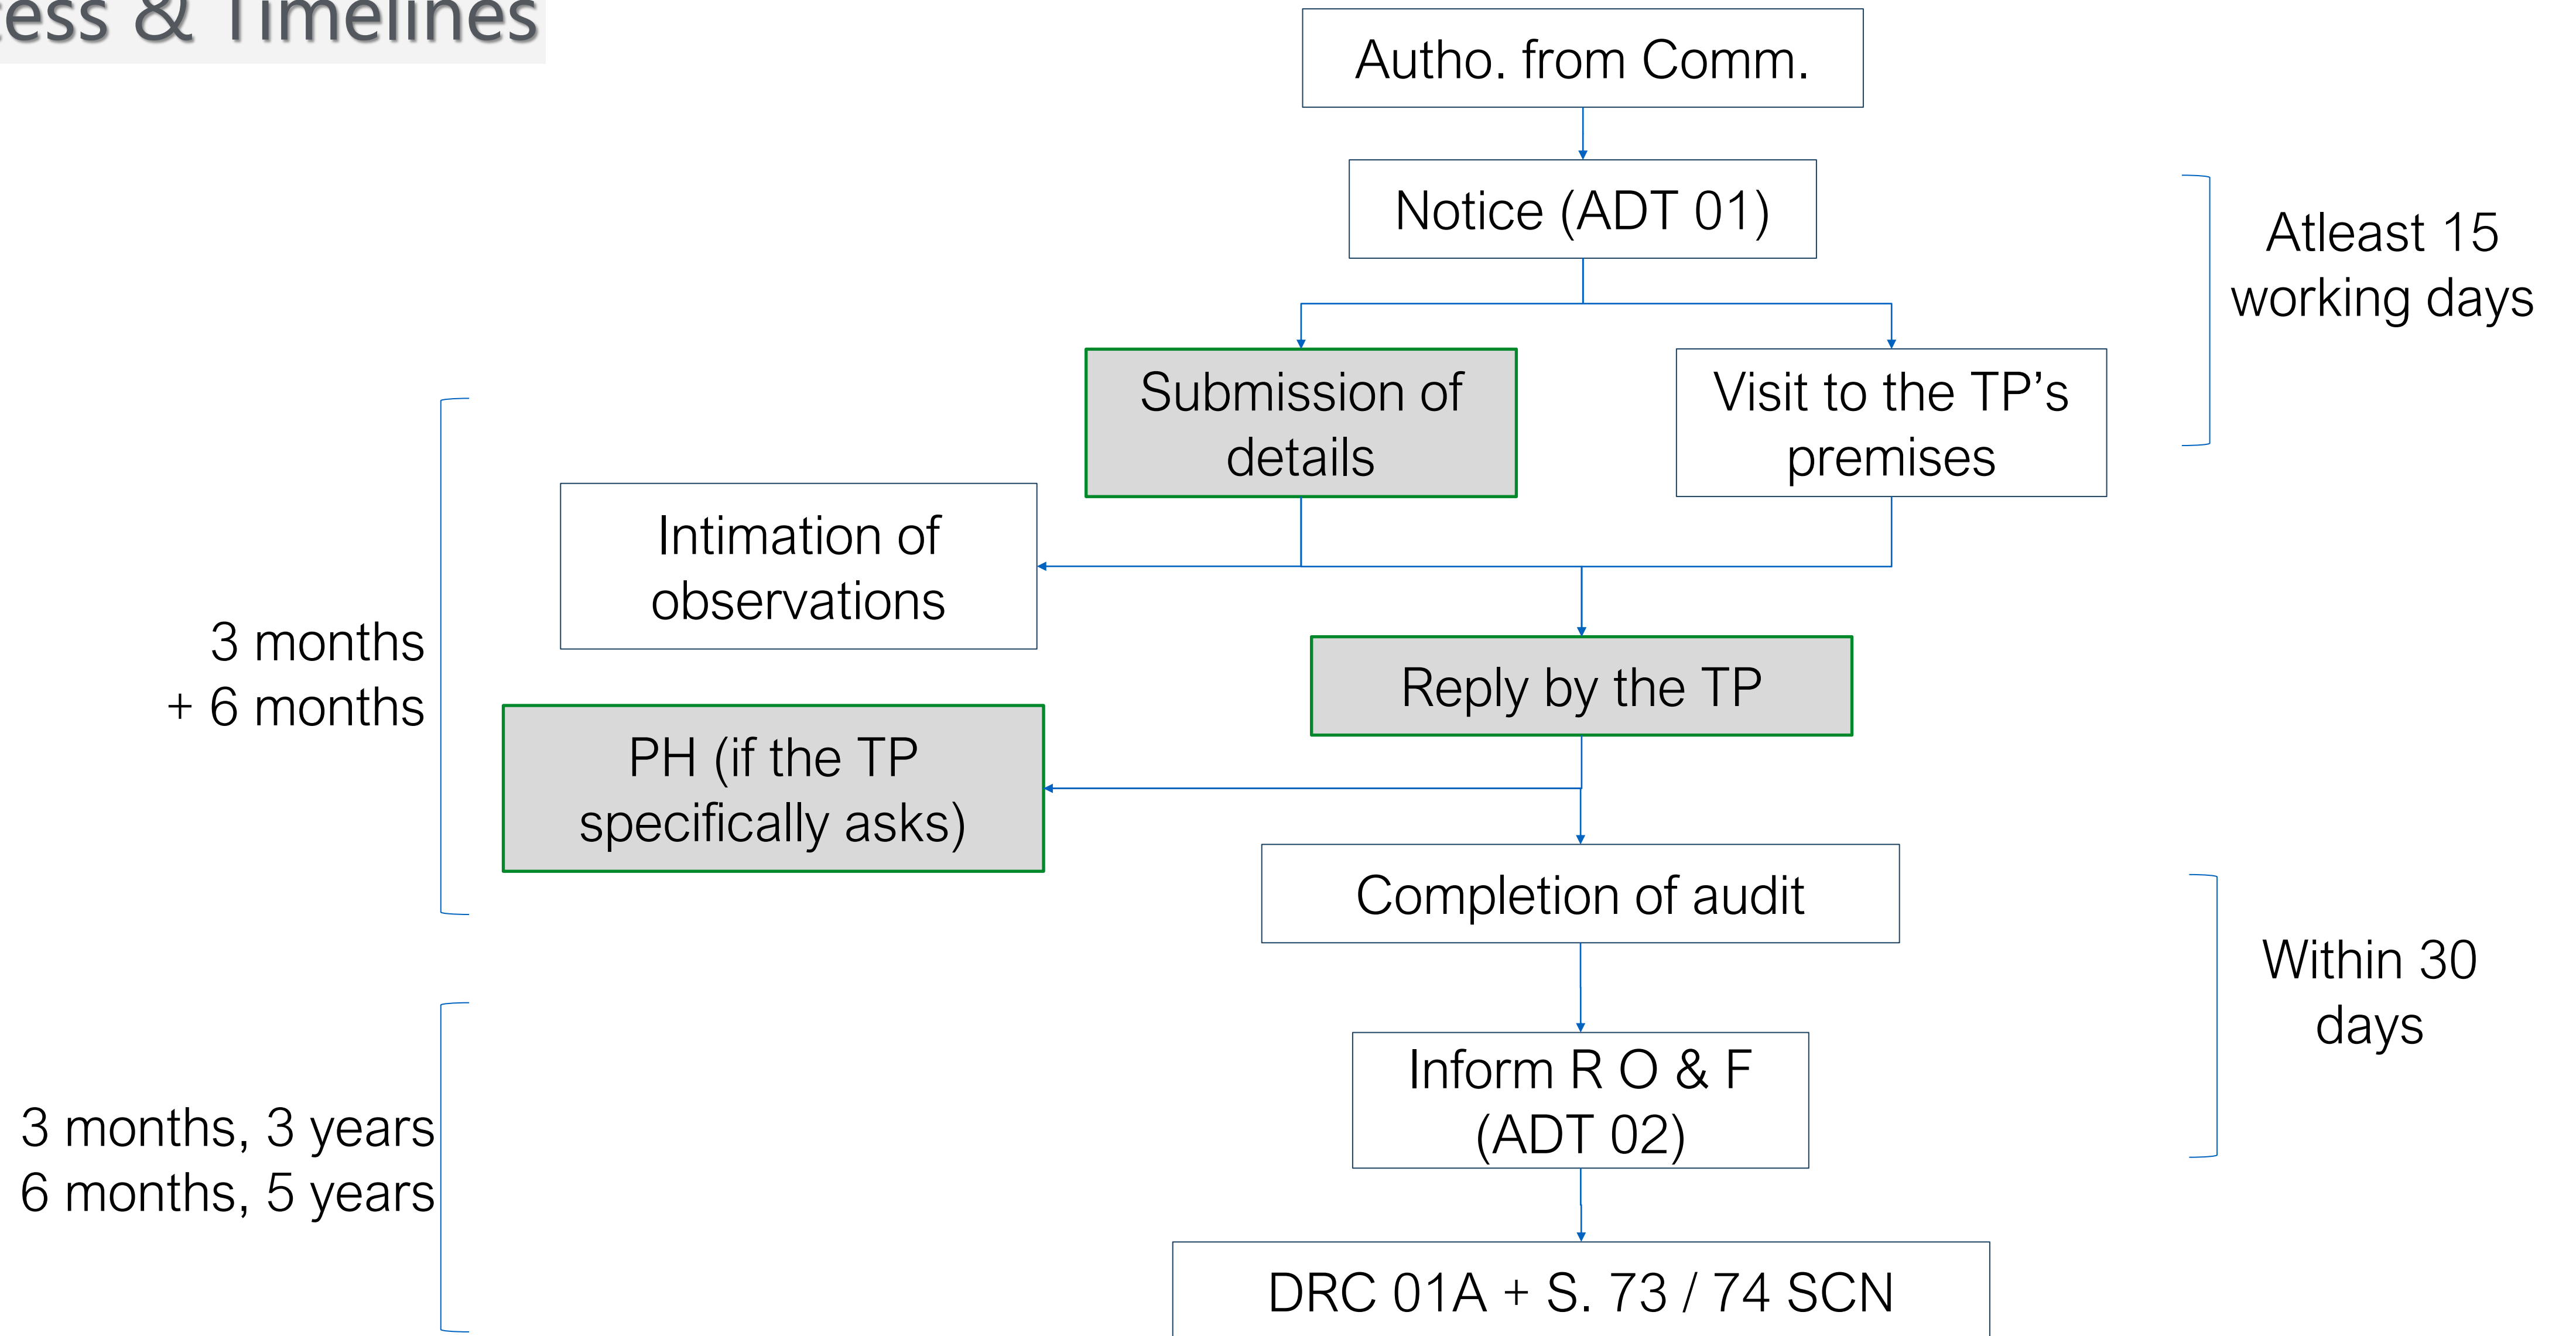 & Timelines
Autho. from Comm.
Notice (ADT 01)
Atleast 15
working days
Submission of
details
Visit to the TP’s
premises
Intimation of
observations
3 months
+ 6 months
Reply by the TP
PH (if the TP
specifically asks)
Completion of audit
Within 30
days
Inform R O & F
(ADT 02)
3 months, 3 years
6 months, 5 years
DRC 01A + S. 73 / 74 SCN